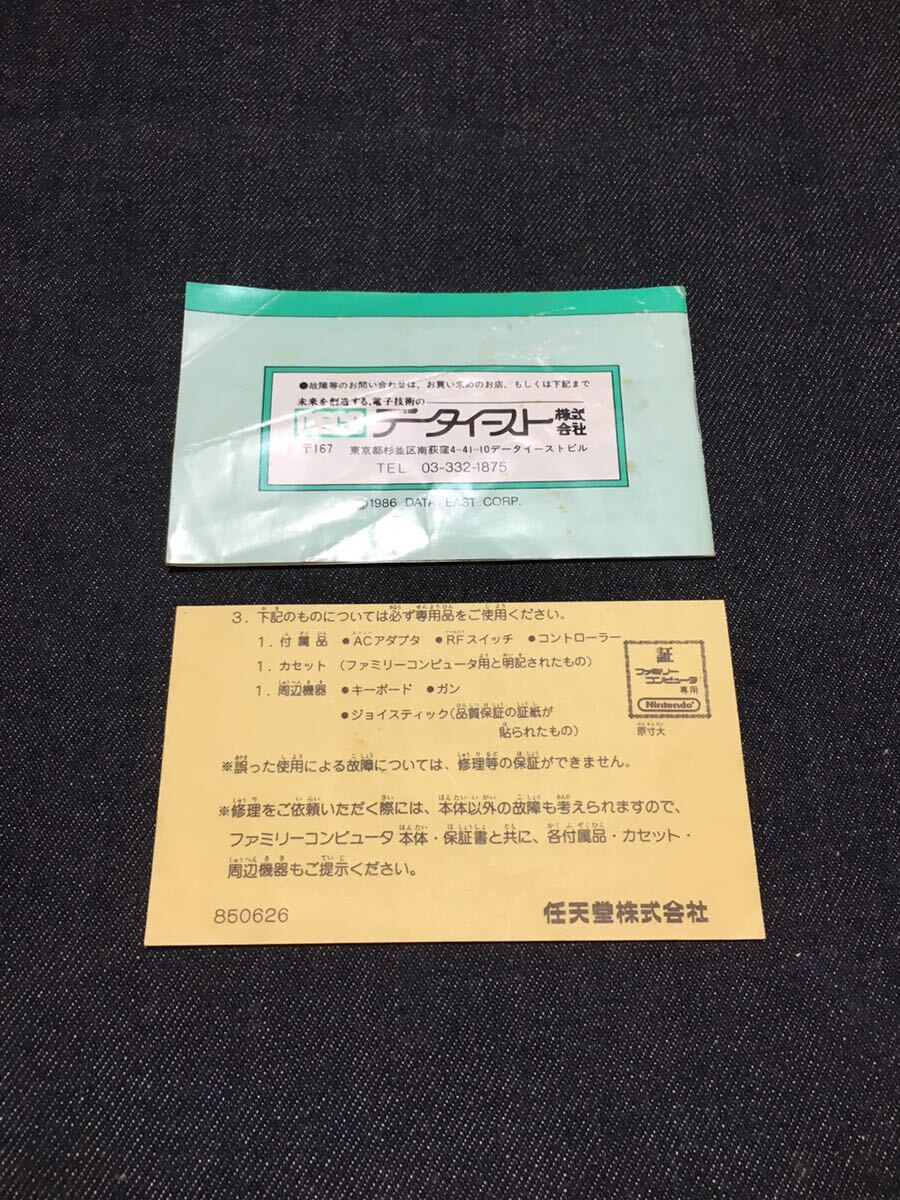 ●故障等のお問い合わせは、お買い求めのお店、もしくは下記まで
未来を創造する、電子技術の
DECO データイースト株式会社
〒167 東京都杉並区南荻窪4-41-10データイーストビル
TEL 03-332-1875
©1986 DATA EAST CORP.
3. 下記のものについては必ず専用品をご使用ください。
1. 付属品 ●ACアダプタ ●RFスイッチ ●コントローラー
1. カセット (ファミリーコンピュータ用と明記されたもの)
1. 周辺機器 ●キーボード ●ガン
●ジョイスティック(品質保証の証紙が
貼られたもの)
証
ファミリー
コンピュータ
専用
Nintendo
原寸大
※誤った使用による故障については、修理等の保証ができません。
※修理をご依頼いただく際には、本体以外の故障も考えられますので、
ファミリーコンピュータ本体・保証書と共に、各付属品・カセット・
周辺機器もご提示ください。
850626 任天堂株式会社